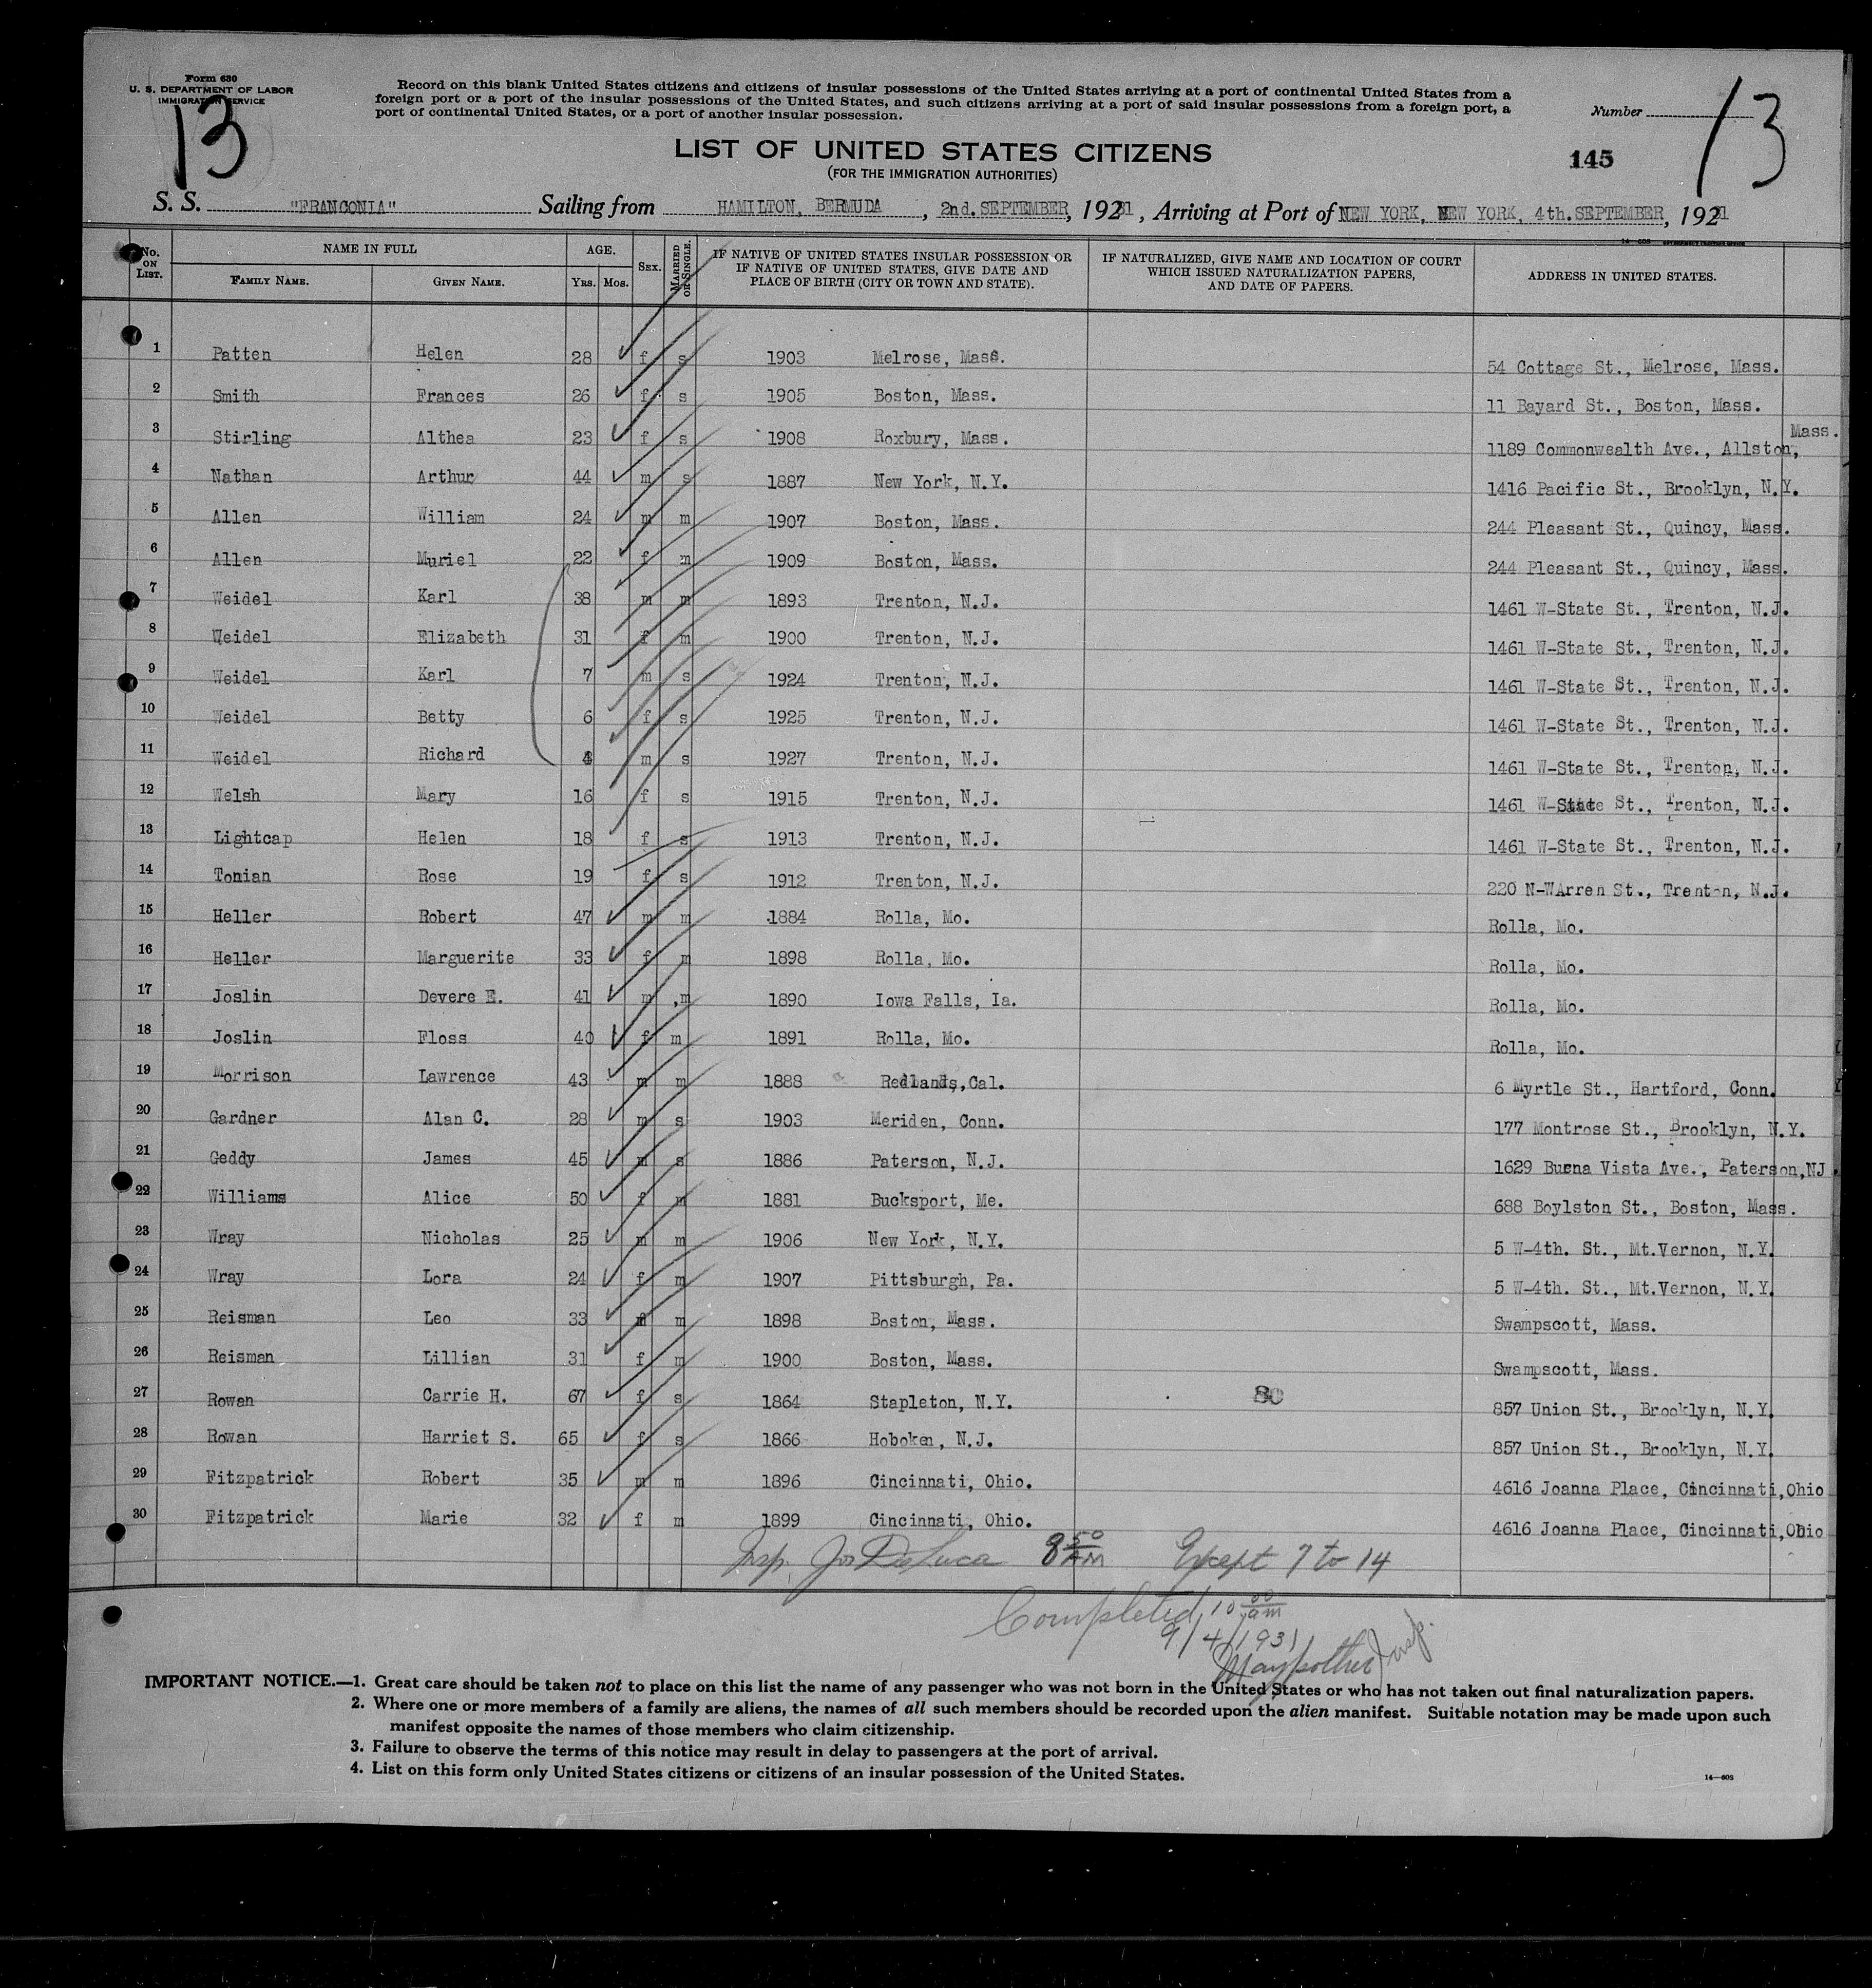 Form 630
U. S. DEPARTMENT OF LABOR
IMMIGRATION SERVICE
13
Record on this blank United States citizens and citizens of insular possessions of the United States arriving at a port of continental United States from a
foreign port or a port of the insular possessions of the United States, and such citizens arriving at a port of said insular possessions from a foreign port, a
port of continental United States, or a port of another insular possession.
Number
13
LIST OF UNITED STATES CITIZENS
(FOR THE IMMIGRATION AUTHORITIES)
145
S. S. "FRANCONIA" Sailing from HAMILTON, BERMUDA, 2nd. SEPTEMBER, 1931, Arriving at Port of NEW YORK, NEW YORK, 4th. SEPTEMBER, 1931
No. ON LIST. NAME IN FULL FAMILY NAME. GIVEN NAME. AGE. YRS. MOS. SEX. MARRIED OR SINGLE. IF NATIVE OF UNITED STATES INSULAR POSSESSION OR IF NATIVE OF UNITED STATES, GIVE DATE AND PLACE OF BIRTH (CITY OR TOWN AND STATE). IF NATURALIZED, GIVE NAME AND LOCATION OF COURT WHICH ISSUED NATURALIZATION PAPERS, AND DATE OF PAPERS. ADDRESS IN UNITED STATES.
1 Patten Helen 28 f s 1903 Melrose, Mass. 54 Cottage St., Melrose, Mass.
2 Smith Frances 26 f s 1905 Boston, Mass. 11 Bayard St., Boston, Mass.
3 Stirling Althea 23 f s 1908 Roxbury, Mass. 1189 Commonwealth Ave., Allston, Mass.
4 Nathan Arthur 44 m s 1887 New York, N.Y. 1416 Pacific St., Brooklyn, N.Y.
5 Allen William 24 m m 1907 Boston, Mass. 244 Pleasant St., Quincy, Mass.
6 Allen Muriel 22 f m 1909 Boston, Mass. 244 Pleasant St., Quincy, Mass.
7 Weidel Karl 38 m m 1893 Trenton, N.J. 1461 W-State St., Trenton, N.J.
8 Weidel Elizabeth 31 f m 1900 Trenton, N.J. 1461 W-State St., Trenton, N.J.
9 Weidel Karl 7 m s 1924 Trenton, N.J. 1461 W-State St., Trenton, N.J.
10 Weidel Betty 6 f s 1925 Trenton, N.J. 1461 W-State St., Trenton, N.J.
11 Weidel Richard 4 m s 1927 Trenton, N.J. 1461 W-State St., Trenton, N.J.
12 Welsh Mary 16 f s 1915 Trenton, N.J. 1461 W-State St., Trenton, N.J.
13 Lightcap Helen 18 f s 1913 Trenton, N.J. 1461 W-State St., Trenton, N.J.
14 Tonian Rose 19 f s 1912 Trenton, N.J. 220 N-WArren St., Trenton, N.J.
15 Heller Robert 47 m m 1884 Rolla, Mo. Rolla, Mo.
16 Heller Marguerite 33 f m 1898 Rolla, Mo. Rolla, Mo.
17 Joslin Devere E. 41 m m 1890 Iowa Falls, Ia. Rolla, Mo.
18 Joslin Floss 40 f m 1891 Rolla, Mo. Rolla, Mo.
19 Morrison Lawrence 43 m m 1888 Redlands, Cal. 6 Myrtle St., Hartford, Conn.
20 Gardner Alan C. 28 m s 1903 Meriden, Conn. 177 Montrose St., Brooklyn, N.Y.
21 Geddy James 45 m s 1886 Paterson, N.J. 1629 Buena Vista Ave., Paterson,NJ.
22 Williams Alice 50 f m 1881 Bucksport, Me. 688 Boylston St., Boston, Mass.
23 Wray Nicholas 25 m m 1906 New York, N.Y. 5 W-4th. St., Mt.Vernon, N.Y.
24 Wray Lora 24 f m 1907 Pittsburgh, Pa. 5 W-4th. St., Mt.Vernon, N.Y.
25 Reisman Leo 33 m m 1898 Boston, Mass. Swampscott, Mass.
26 Reisman Lillian 31 f m 1900 Boston, Mass. Swampscott, Mass.
27 Rowan Carrie H. 67 f s 1864 Stapleton, N.Y. 80 857 Union St., Brooklyn, N.Y.
28 Rowan Harriet S. 65 f s 1866 Hoboken, N.J. 857 Union St., Brooklyn, N.Y.
29 Fitzpatrick Robert 35 m m 1896 Cincinnati, Ohio. 4616 Joanna Place, Cincinnati,Ohio
30 Fitzpatrick Marie 32 f m 1899 Cincinnati, Ohio. 4616 Joanna Place, Cincinnati,Ohio
Insp. Jos DeLuca 8 50 AM Except 7 to 14
Completed 10 00 am
9/4/1931
Insp.
IMPORTANT NOTICE.—1. Great care should be taken not to place on this list the name of any passenger who was not born in the United States or who has not taken out final naturalization papers.
2. Where one or more members of a family are aliens, the names of all such members should be recorded upon the alien manifest. Suitable notation may be made upon such
manifest opposite the names of those members who claim citizenship.
3. Failure to observe the terms of this notice may result in delay to passengers at the port of arrival.
4. List on this form only United States citizens or citizens of an insular possession of the United States.
14—608